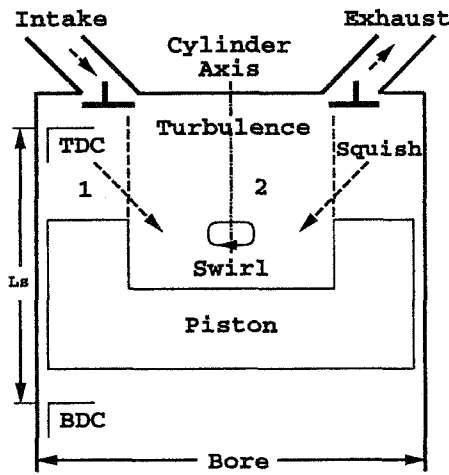 Intake
Exhaust
Cylinder
Axis
Turbulence
TDC
Squish
1
2
Ls
Swirl
Piston
BDC
Bore